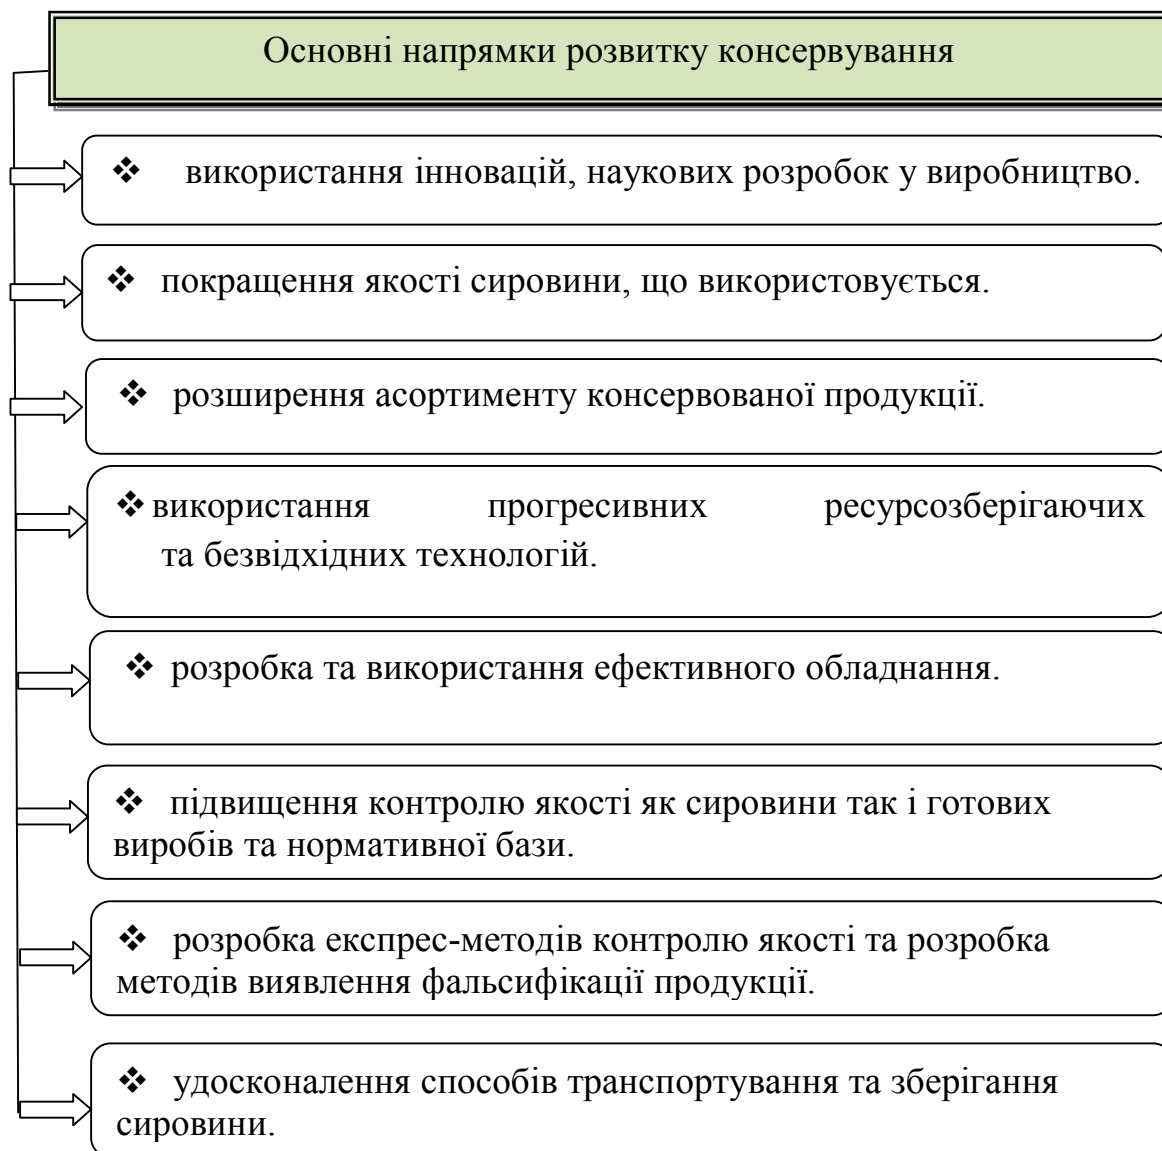 Основні напрямки розвитку консервування
❖ використання інновацій, наукових розробок у виробництво.
❖ покращення якості сировини, що використовується.
❖ розширення асортименту консервованої продукції.
❖ використання прогресивних ресурсозберігаючих
та безвідхідних технологій.
❖ розробка та використання ефективного обладнання.
❖ підвищення контролю якості як сировини так і готових
виробів та нормативної бази.
❖ розробка експрес-методів контролю якості та розробка
методів виявлення фальсифікації продукції.
❖ удосконалення способів транспортування та зберігання
сировини.